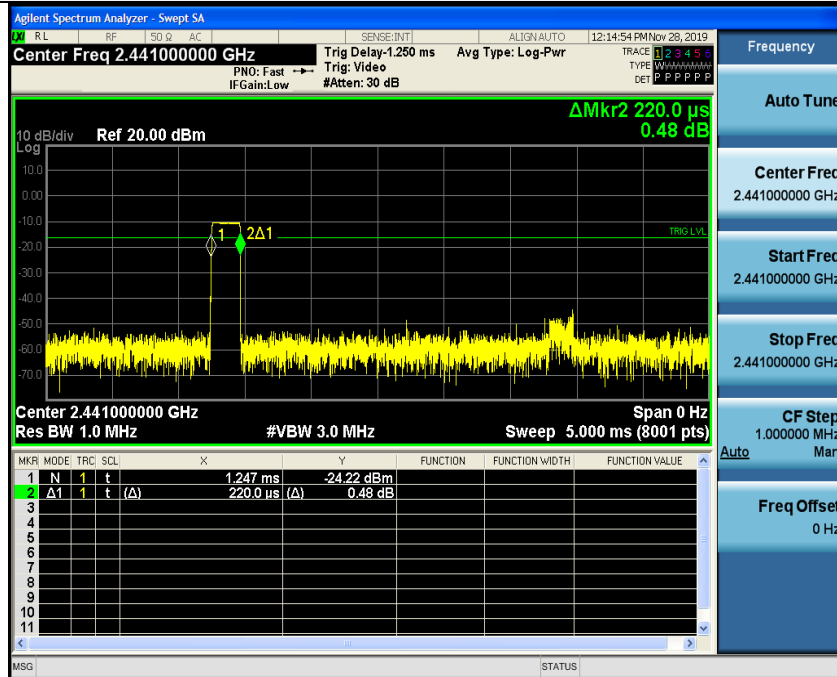 Agilent Spectrum Analyzer - Swept SA
LXI RL RF 50 Ω AC SENSE:INT ALIGN AUTO 12:14:54 PM Nov 28, 2019
Center Freq 2.441000000 GHz
PNO: Fast
IFGain:Low
Trig Delay-1.250 ms
Trig: Video
#Atten: 30 dB
Avg Type: Log-Pwr
TRACE 1 2 3 4 5 6
TYPE WWWWWW
DET P P P P P P
ΔMkr2 220.0 µs
0.48 dB
10 dB/div Ref 20.00 dBm
Log
10.0
0.00
-10.0
1 2Δ1
TRIG LVL
-20.0
-30.0
-40.0
-50.0
-60.0
-70.0
Center 2.441000000 GHz Span 0 Hz
Res BW 1.0 MHz #VBW 3.0 MHz Sweep 5.000 ms (8001 pts)
MKR MODE TRC SCL X Y FUNCTION FUNCTION WIDTH FUNCTION VALUE
1 N 1 t 1.247 ms -24.22 dBm
2 Δ1 1 t (Δ) 220.0 µs (Δ) 0.48 dB
3
4
5
6
7
8
9
10
11
MSG STATUS
Frequency
Auto Tune
Center Freq
2.441000000 GHz
Start Freq
2.441000000 GHz
Stop Freq
2.441000000 GHz
CF Step
1.000000 MHz
Auto Man
Freq Offset
0 Hz